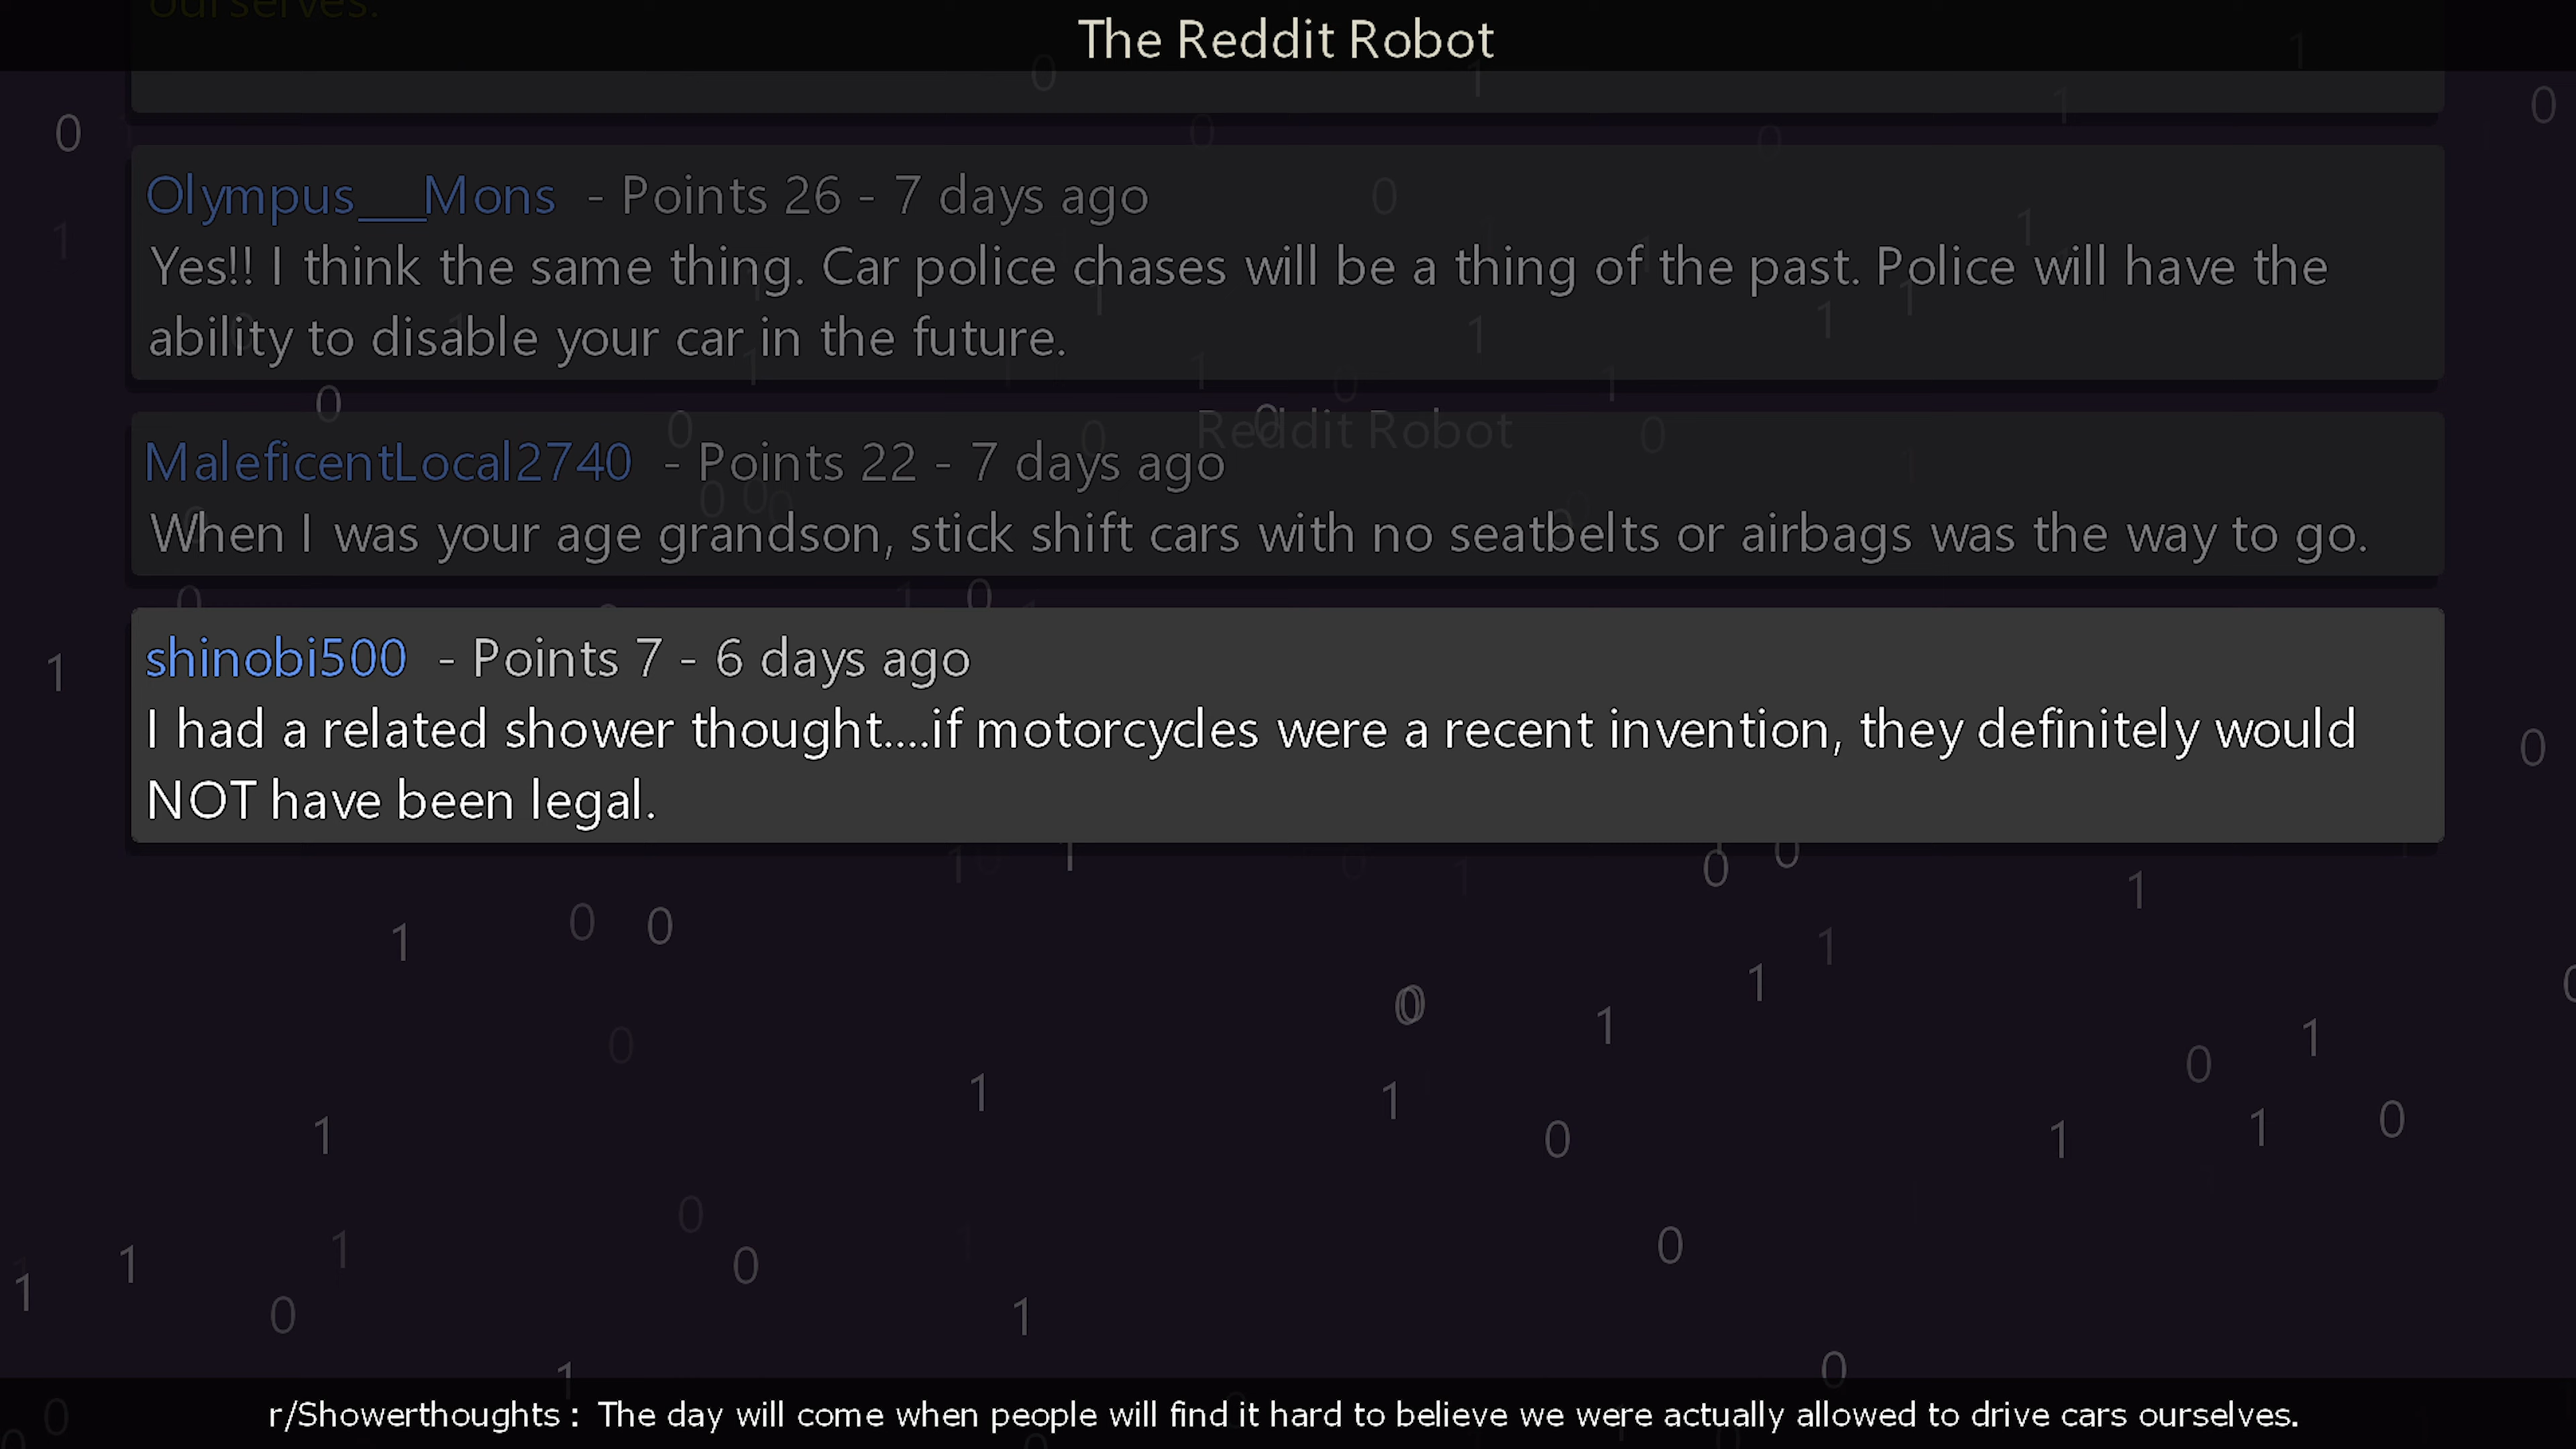 ourselves.
The Reddit Robot
Olympus___Mons - Points 26 - 7 days ago
Yes!! I think the same thing. Car police chases will be a thing of the past. Police will have the
ability to disable your car in the future.
Reddit Robot
MaleficentLocal2740 - Points 22 - 7 days ago
When I was your age grandson, stick shift cars with no seatbelts or airbags was the way to go.
shinobi500 - Points 7 - 6 days ago
I had a related shower thought....if motorcycles were a recent invention, they definitely would
NOT have been legal.
r/Showerthoughts : The day will come when people will find it hard to believe we were actually allowed to drive cars ourselves.